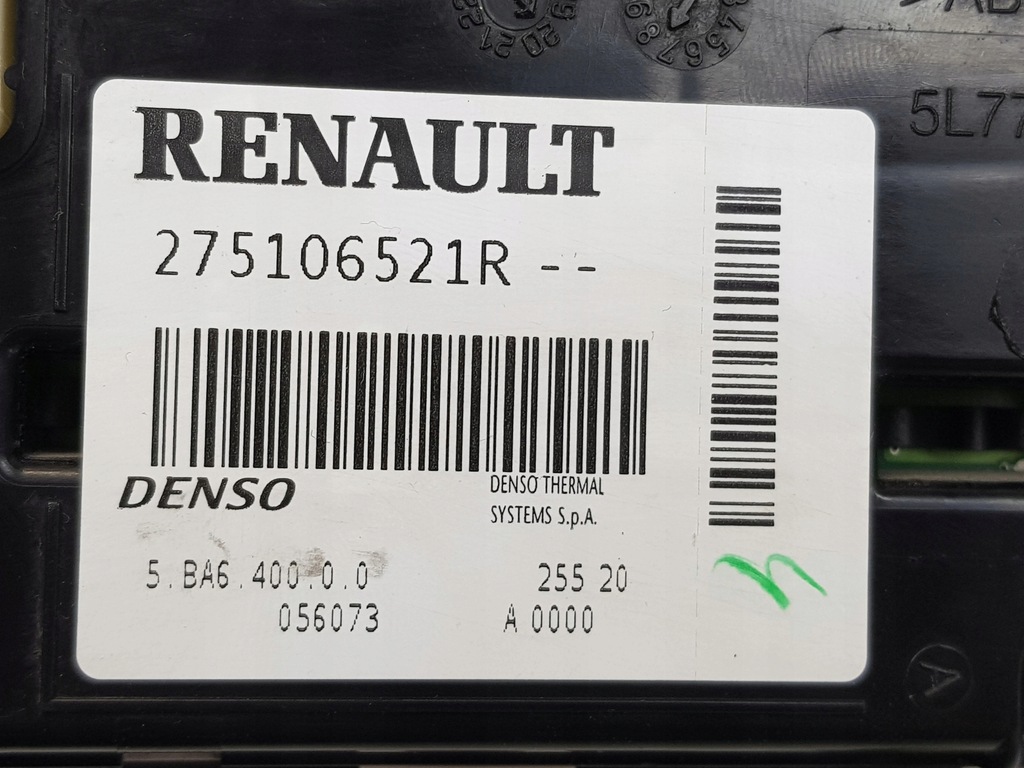 RENAULT
275106521R --
DENSO
DENSO THERMAL
SYSTEMS S.p.A.
5.BA6.400.0.0
255 20
056073
A 0000
5L77
A